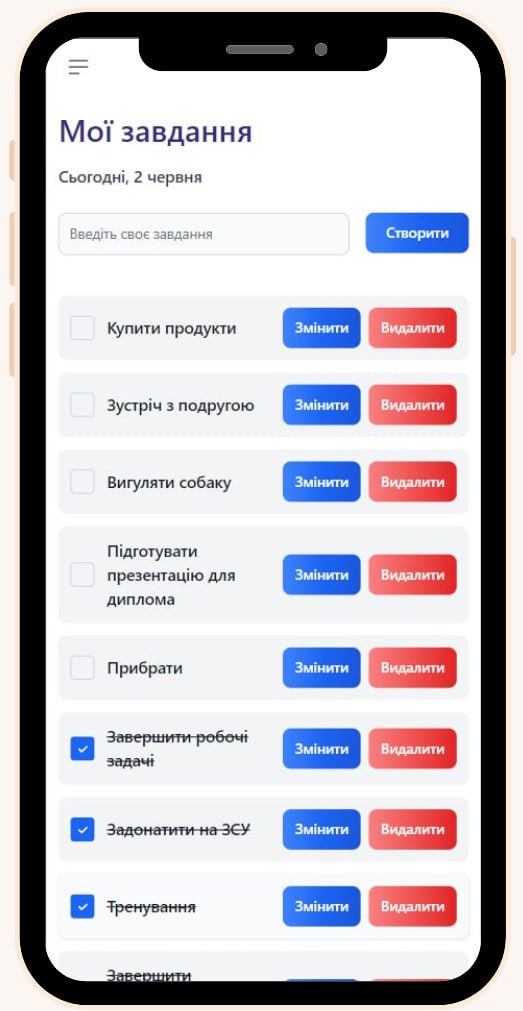 Мої завдання
Сьогодні, 2 червня
Введіть своє завдання
Створити
Купити продукти
Змінити
Видалити
Зустріч з подругою
Змінити
Видалити
Вигуляти собаку
Змінити
Видалити
Підготувати
презентацію для
диплома
Змінити
Видалити
Прибрати
Змінити
Видалити
Завершити робочі
задачі
Змінити
Видалити
Задонатити на ЗСУ
Змінити
Видалити
Тренування
Змінити
Видалити
Завершити